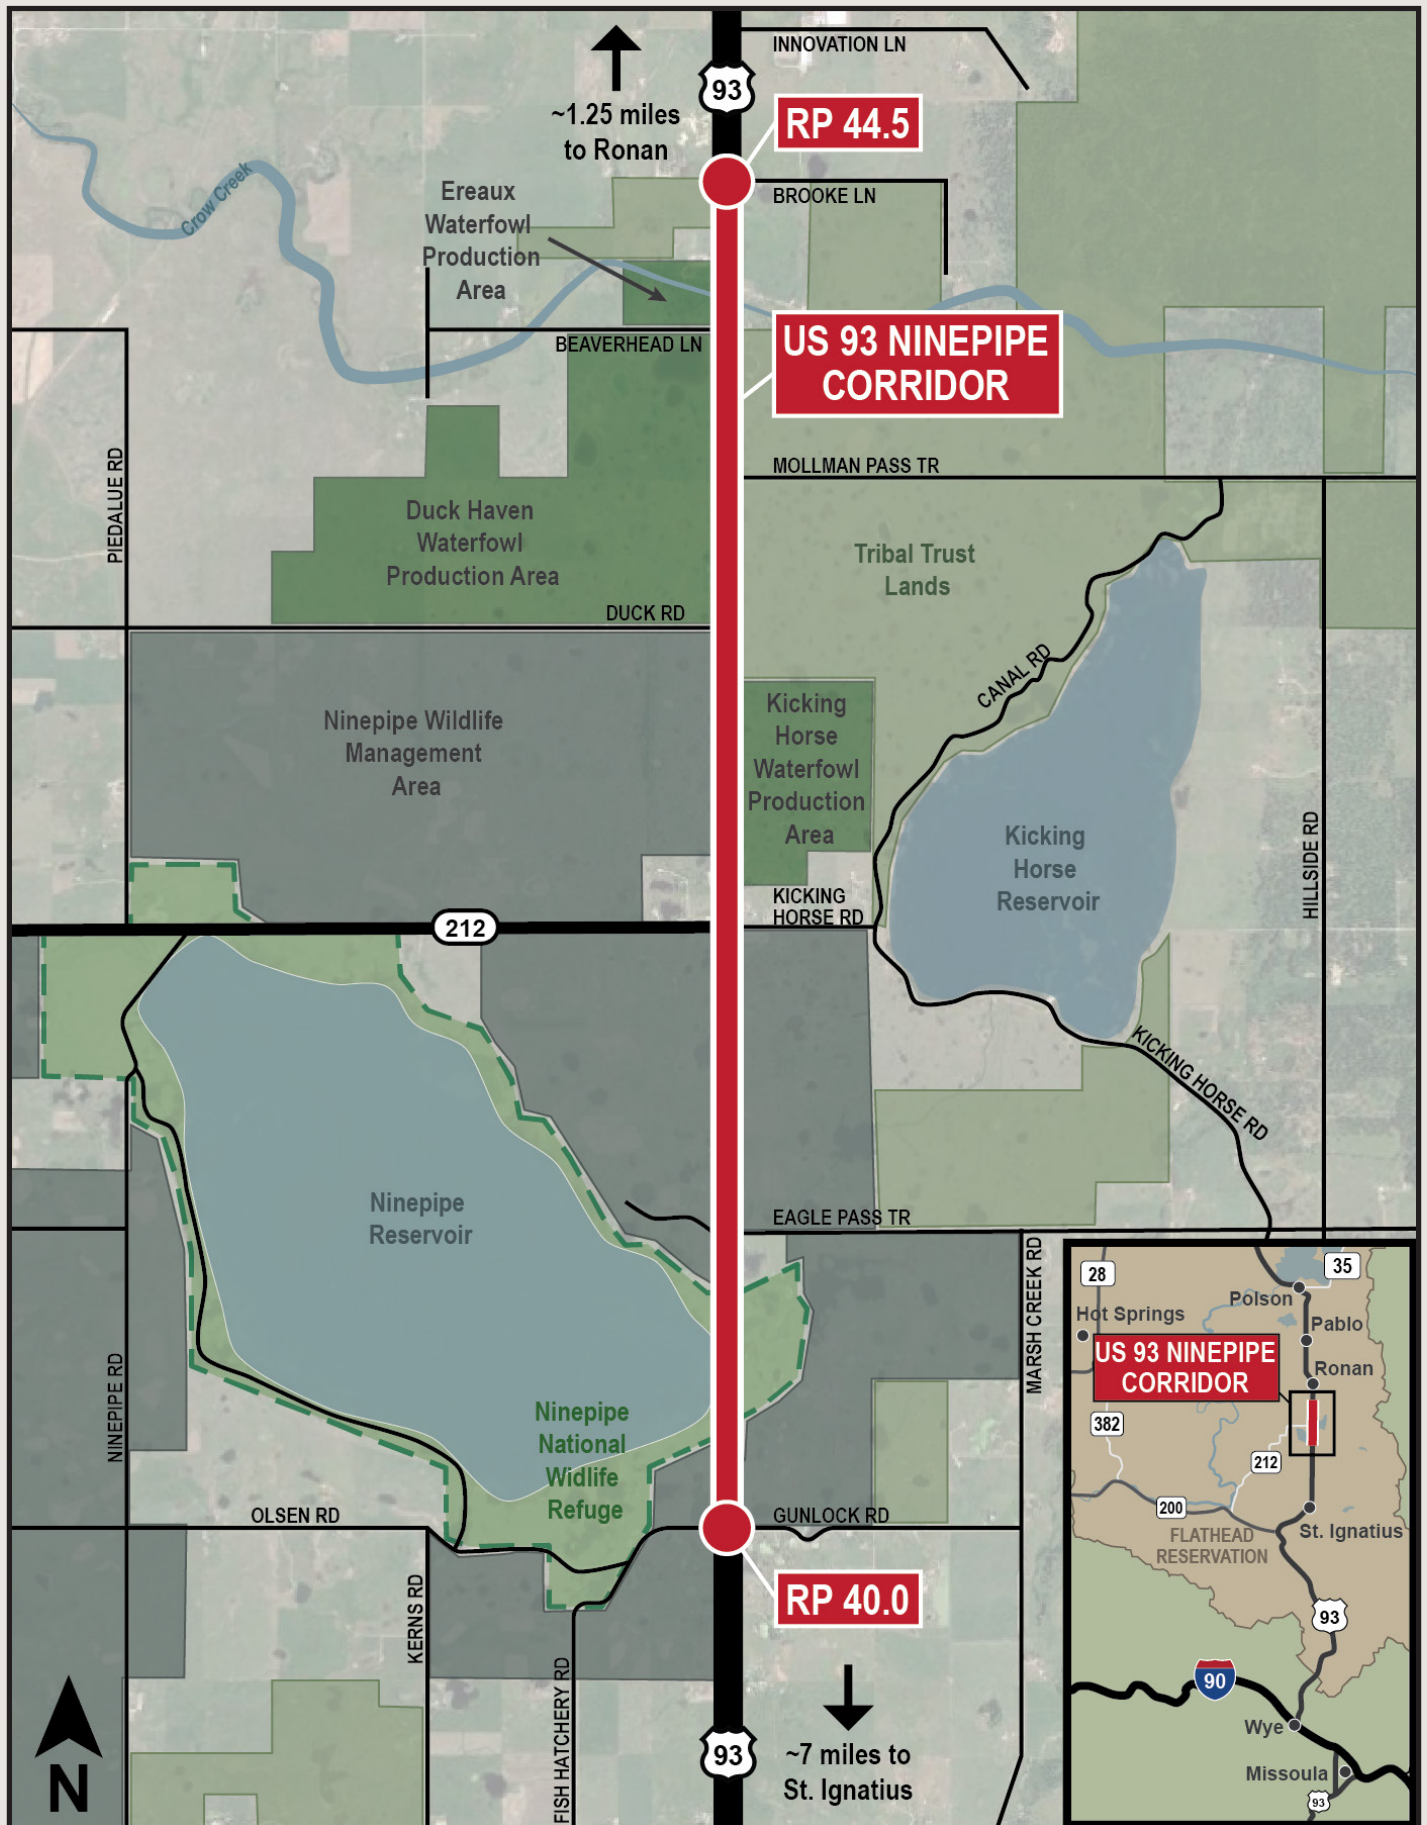 INNOVATION LN
93
~1.25 miles
to Ronan
RP 44.5
BROOKE LN
Crow Creek
Ereaux
Waterfowl
Production
Area
US 93 NINEPIPE
CORRIDOR
BEAVERHEAD LN
PIEDALUE RD
MOLLMAN PASS TR
Duck Haven
Waterfowl
Production Area
Tribal Trust
Lands
DUCK RD
CANAL RD
Ninepipe Wildlife
Management
Area
Kicking
Horse
Waterfowl
Production
Area
Kicking
Horse
Reservoir
HILLSIDE RD
KICKING
HORSE RD
212
KICKING HORSE RD
Ninepipe
Reservoir
EAGLE PASS TR
MARSH CREEK RD
NINEPIPE RD
Ninepipe
National
Widlife
Refuge
OLSEN RD
GUNLOCK RD
RP 40.0
KERNS RD
FISH HATCHERY RD
N
93
~7 miles to
St. Ignatius
35
28
Polson
Hot Springs
Pablo
US 93 NINEPIPE
CORRIDOR
Ronan
382
212
200
St. Ignatius
FLATHEAD
RESERVATION
93
90
Wye
Missoula
93